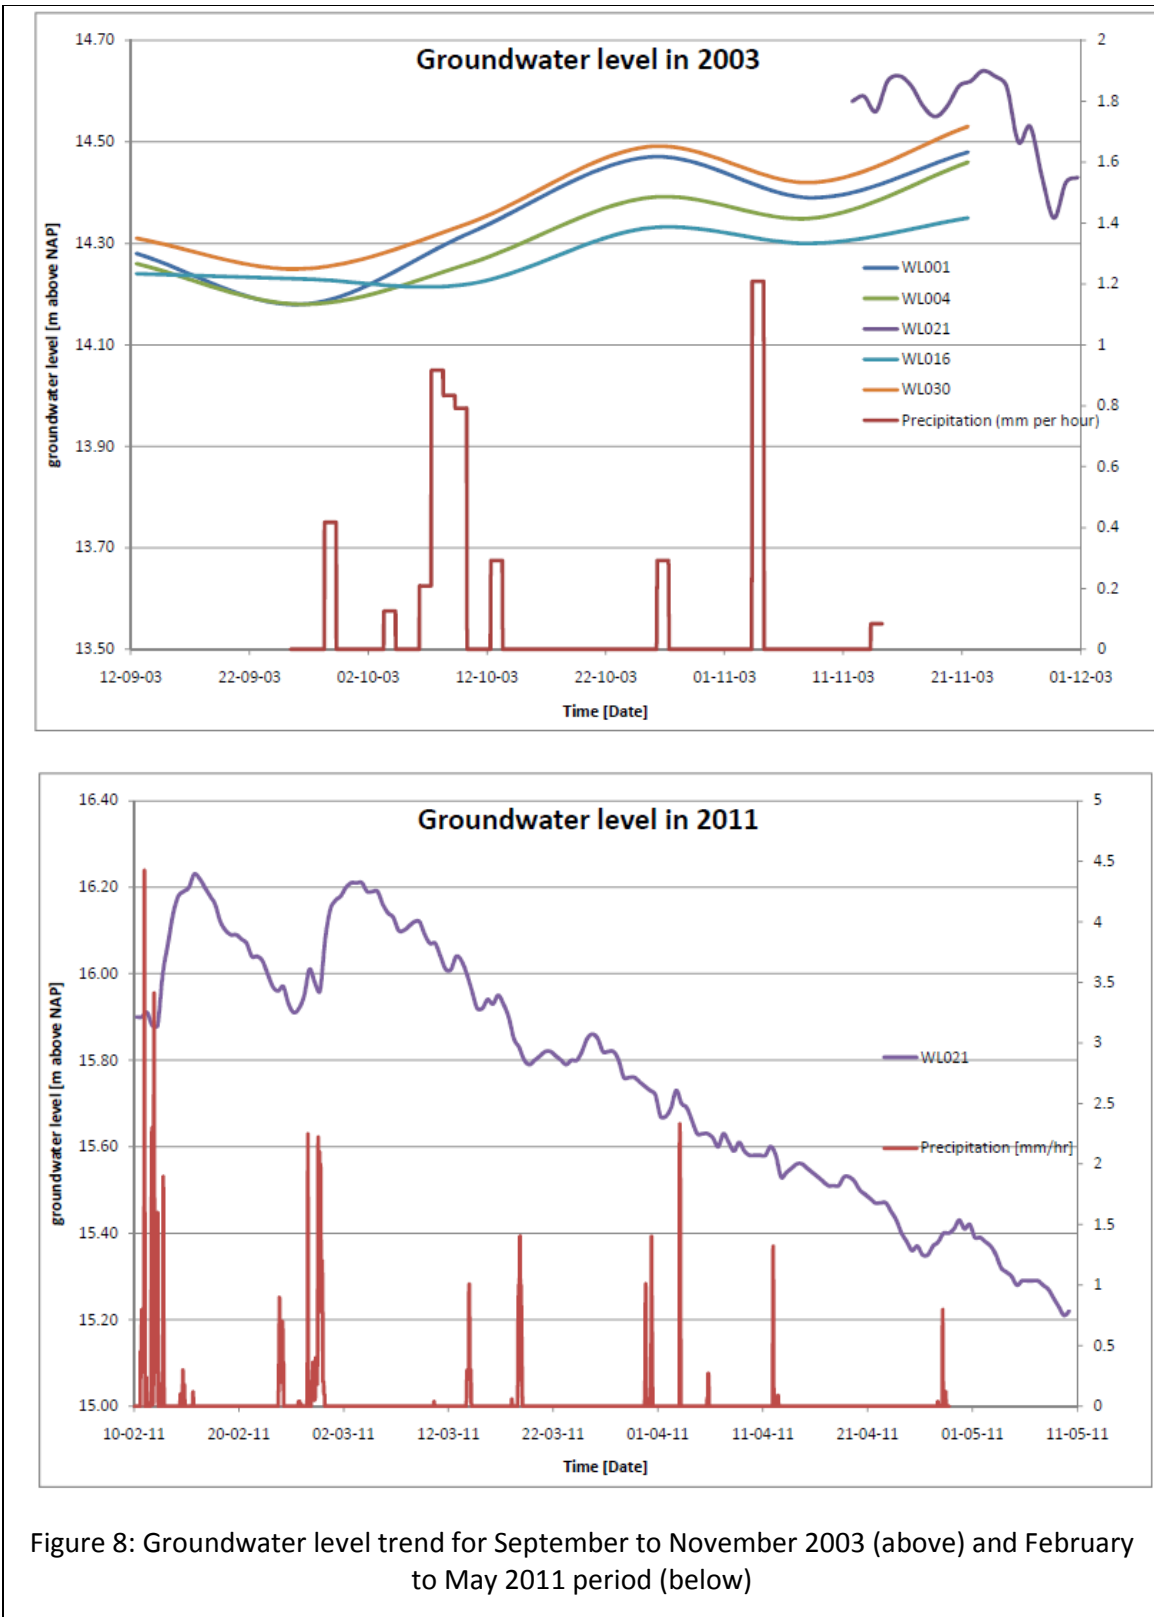 Groundwater level in 2003
14.70
14.50
14.30
14.10
13.90
13.70
13.50
groundwater level [m above NAP]
2
1.8
1.6
1.4
1.2
1
0.8
0.6
0.4
0.2
0
WL001
WL004
WL021
WL016
WL030
Precipitation (mm per hour)
12-09-03 22-09-03 02-10-03 12-10-03 22-10-03 01-11-03 11-11-03 21-11-03 01-12-03
Time [Date]
Groundwater level in 2011
16.40
16.20
16.00
15.80
15.60
15.40
15.20
15.00
groundwater level [m above NAP]
5
4.5
4
3.5
3
2.5
2
1.5
1
0.5
0
WL021
Precipitation [mm/hr]
10-02-11 20-02-11 02-03-11 12-03-11 22-03-11 01-04-11 11-04-11 21-04-11 01-05-11 11-05-11
Time [Date]
Figure 8: Groundwater level trend for September to November 2003 (above) and February
to May 2011 period (below)